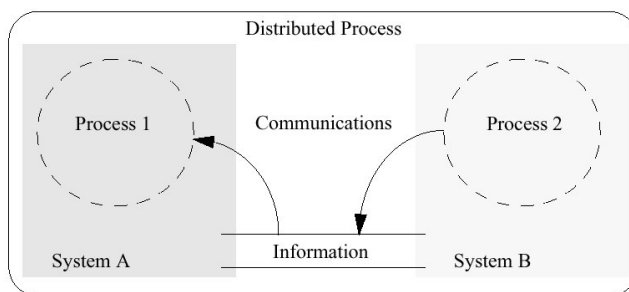 Distributed Process
Process 1
Communications
Process 2
Information
System A
System B